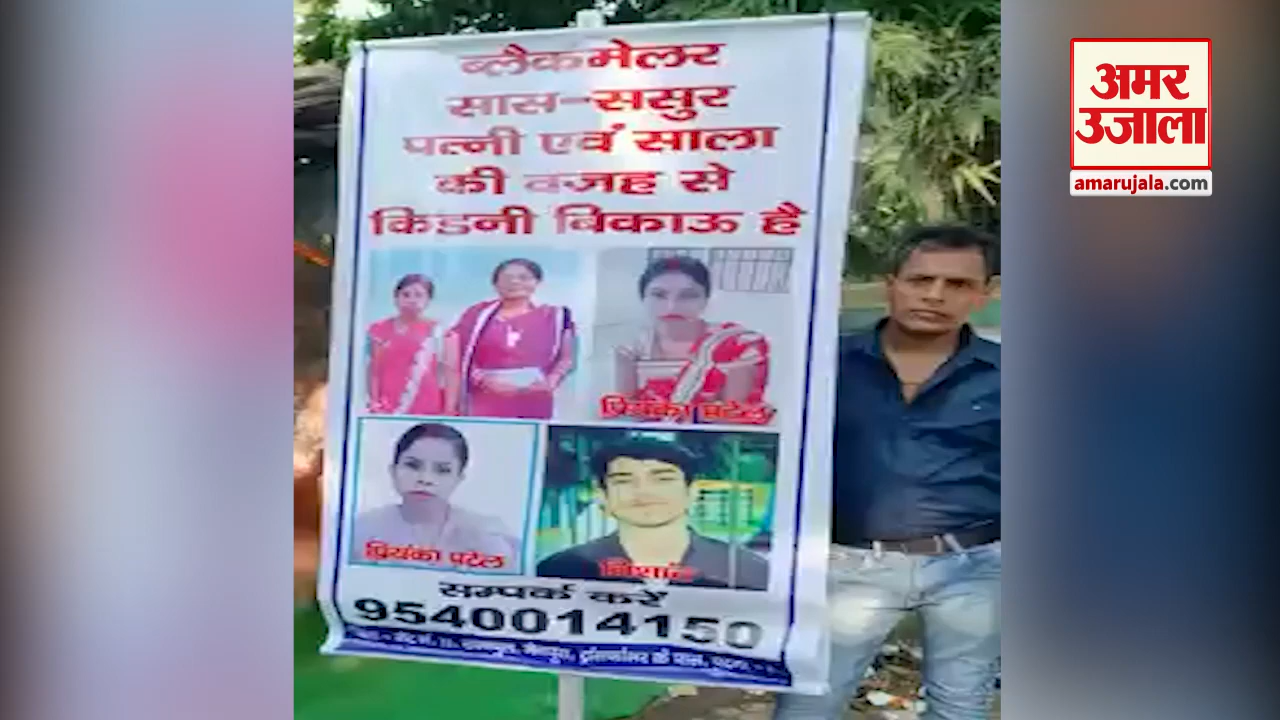 ब्लैकमेलर
सास-ससुर
पत्नी एवं साला
की वजह से
किडनी बिकाऊ है
प्रियंका पटेल
प्रियंका पटेल
निशांत
सम्पर्क करें
9540014150
के पास,
अमर
उजाला
amarujala.com